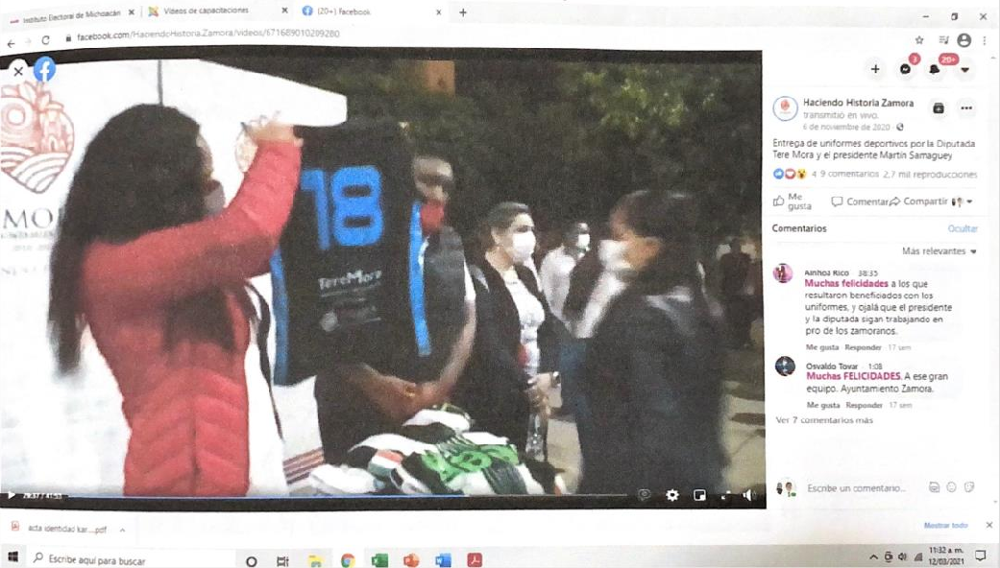 Instituto Electoral de Michoacán
Videos de capacitaciones
(20+) Facebook
facebook.com/HaciendoHistoria.Zamora/videos/671689010209280
3
20+
Haciendo Historia Zamora
transmitió en vivo.
6 de noviembre de 2020
Entrega de uniformes deportivos por la Diputada
Tere Mora y el presidente Martín Samaguey
4 9 comentarios 2,7 mil reproducciones
Me gusta
Comentar
Compartir
Comentarios
Ocultar
Más relevantes
Ainhoa Rico · 38:35
Muchas felicidades a los que
resultaron beneficiados con los
uniformes, y ojalá que el presidente
y la diputada sigan trabajando en
pro de los zamoranos.
Me gusta · Responder · 17 sem
Osvaldo Tovar · 1:08
Muchas FELICIDADES. A ese gran
equipo. Ayuntamiento Zamora.
Me gusta · Responder · 17 sem
Ver 7 comentarios más
Escribe un comentario...
18
TereMora
MO
29:37 / 41:53
acta identidad kar....pdf
Mostrar todo
Escribe aquí para buscar
11:32 a. m.
12/03/2021